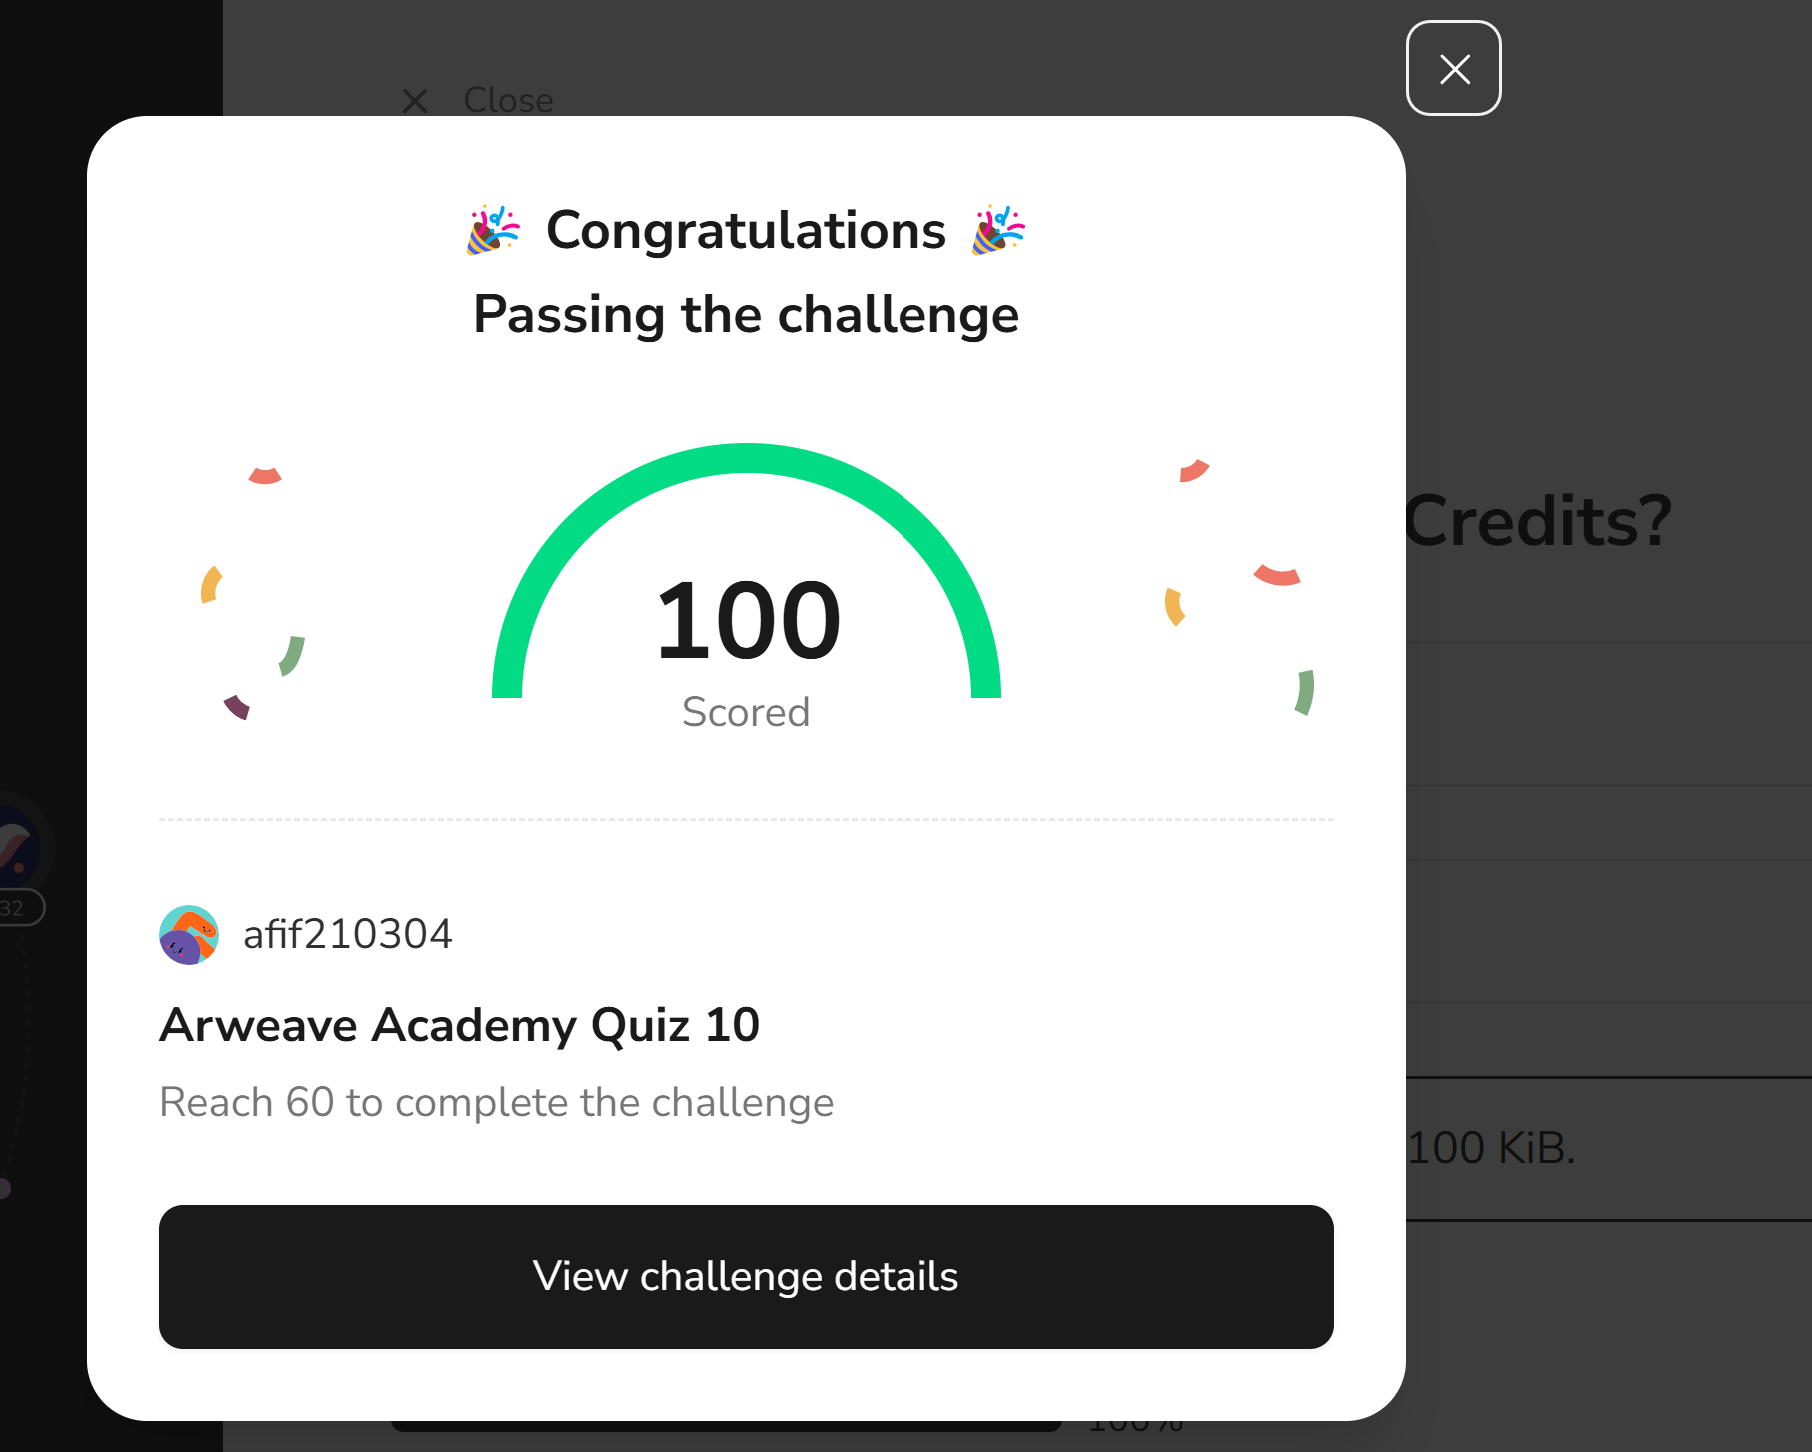 Close
Congratulations
Passing the challenge
100
Scored
Credits?
32
afif210304
Arweave Academy Quiz 10
Reach 60 to complete the challenge
100 KiB.
View challenge details
100%